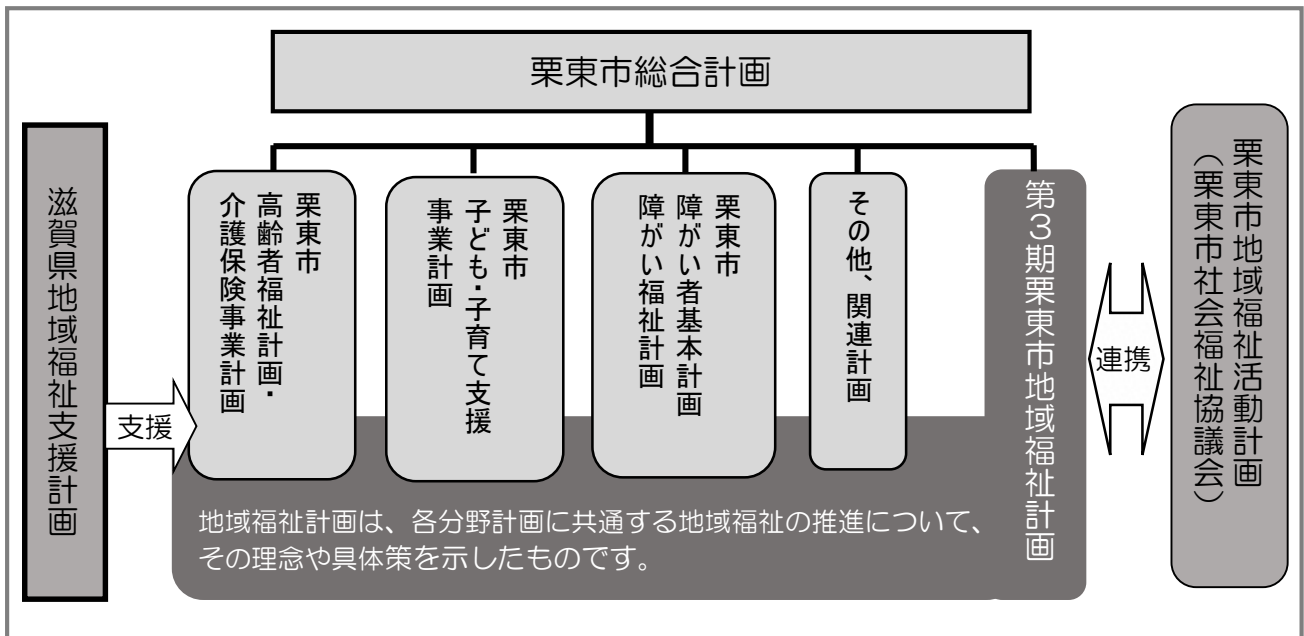 栗東市総合計画
滋賀県地域福祉支援計画
支援
栗東市
高齢者福祉計画・
介護保険事業計画
栗東市
子ども・子育て支援
事業計画
栗東市
障がい者基本計画
障がい福祉計画
その他、関連計画
第3期栗東市地域福祉計画
連携
栗東市地域福祉活動計画
（栗東市社会福祉協議会）
地域福祉計画は、各分野計画に共通する地域福祉の推進について、
その理念や具体策を示したものです。